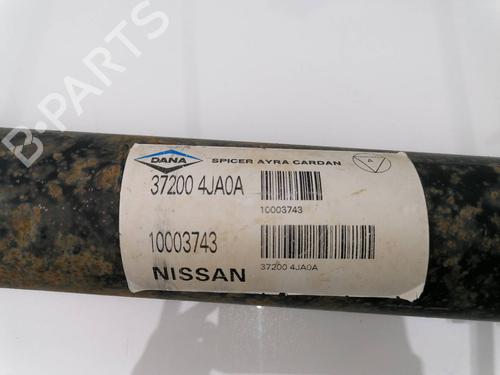 B-PARTS
DANA
SPICER AYRA CARDAN
A
37200 4JA0A
10003743
10003743
NISSAN
37200 4JA0A